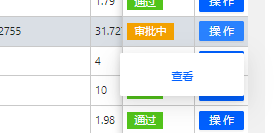 1.79 通过 操 作
2755 31.72 审批中 操 作
4
查看
10
1.98 通过 操 作